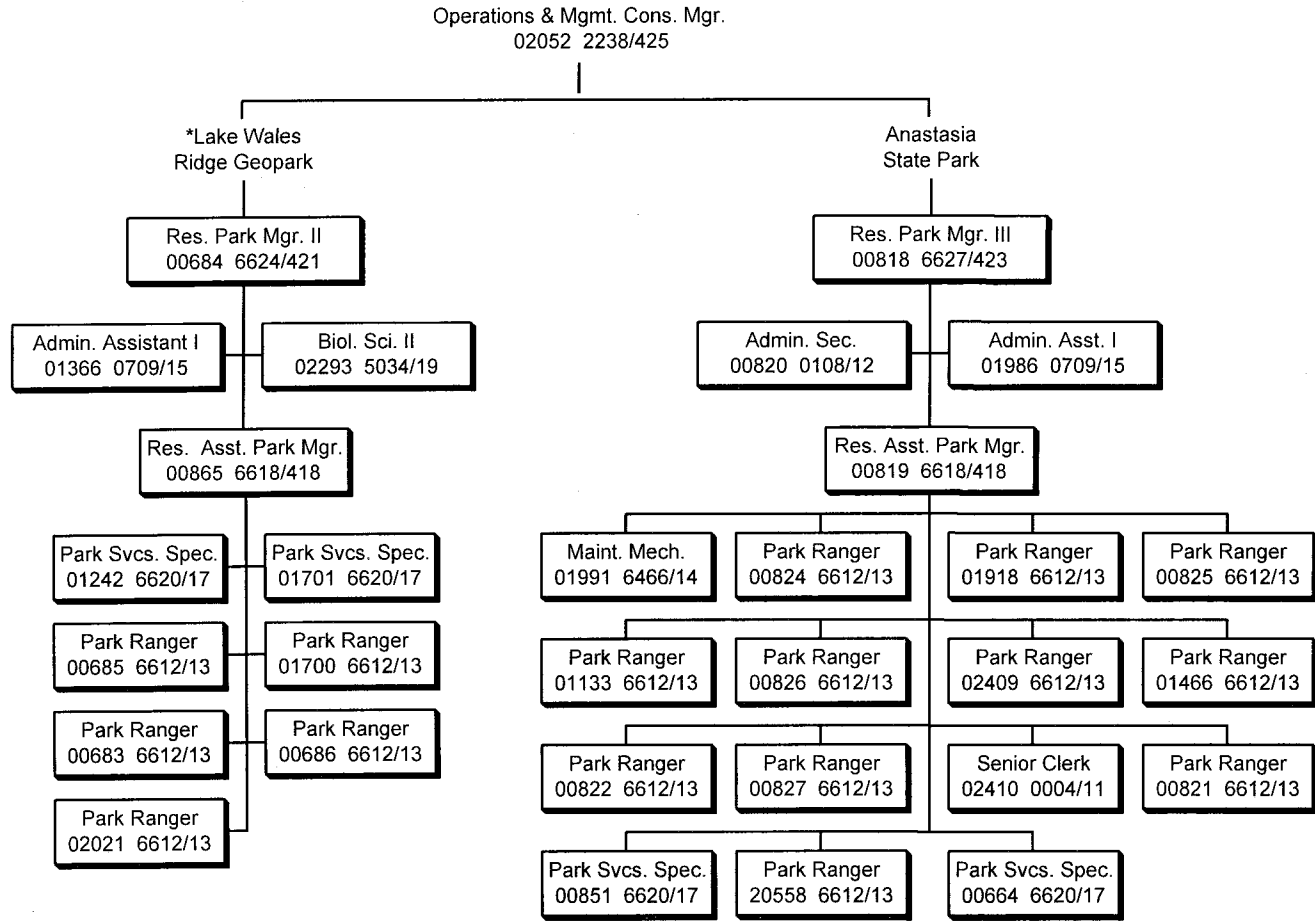 Operations & Mgmt. Cons. Mgr.
02052 2238/425
*Lake Wales
Ridge Geopark
Res. Park Mgr. II
00684 6624/421
Admin. Assistant I
01366 0709/15
Biol. Sci. II
02293 5034/19
Res. Asst. Park Mgr.
00865 6618/418
Park Svcs. Spec.
01242 6620/17
Park Svcs. Spec.
01701 6620/17
Park Ranger
00685 6612/13
Park Ranger
01700 6612/13
Park Ranger
00683 6612/13
Park Ranger
00686 6612/13
Park Ranger
02021 6612/13
Anastasia
State Park
Res. Park Mgr. III
00818 6627/423
Admin. Sec.
00820 0108/12
Admin. Asst. I
01986 0709/15
Res. Asst. Park Mgr.
00819 6618/418
Maint. Mech.
01991 6466/14
Park Ranger
00824 6612/13
Park Ranger
01918 6612/13
Park Ranger
00825 6612/13
Park Ranger
01133 6612/13
Park Ranger
00826 6612/13
Park Ranger
02409 6612/13
Park Ranger
01466 6612/13
Park Ranger
00822 6612/13
Park Ranger
00827 6612/13
Senior Clerk
02410 0004/11
Park Ranger
00821 6612/13
Park Svcs. Spec.
00851 6620/17
Park Ranger
20558 6612/13
Park Svcs. Spec.
00664 6620/17